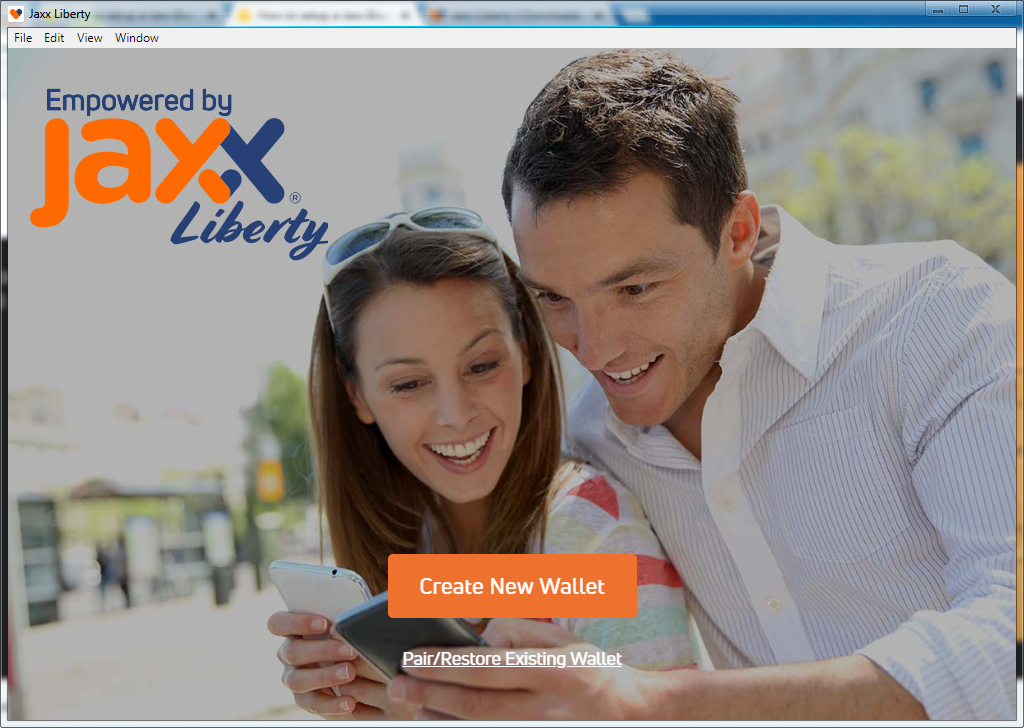 Jaxx Liberty
File Edit View Window
Empowered by
jaxx
®
Liberty
Create New Wallet
Pair/Restore Existing Wallet